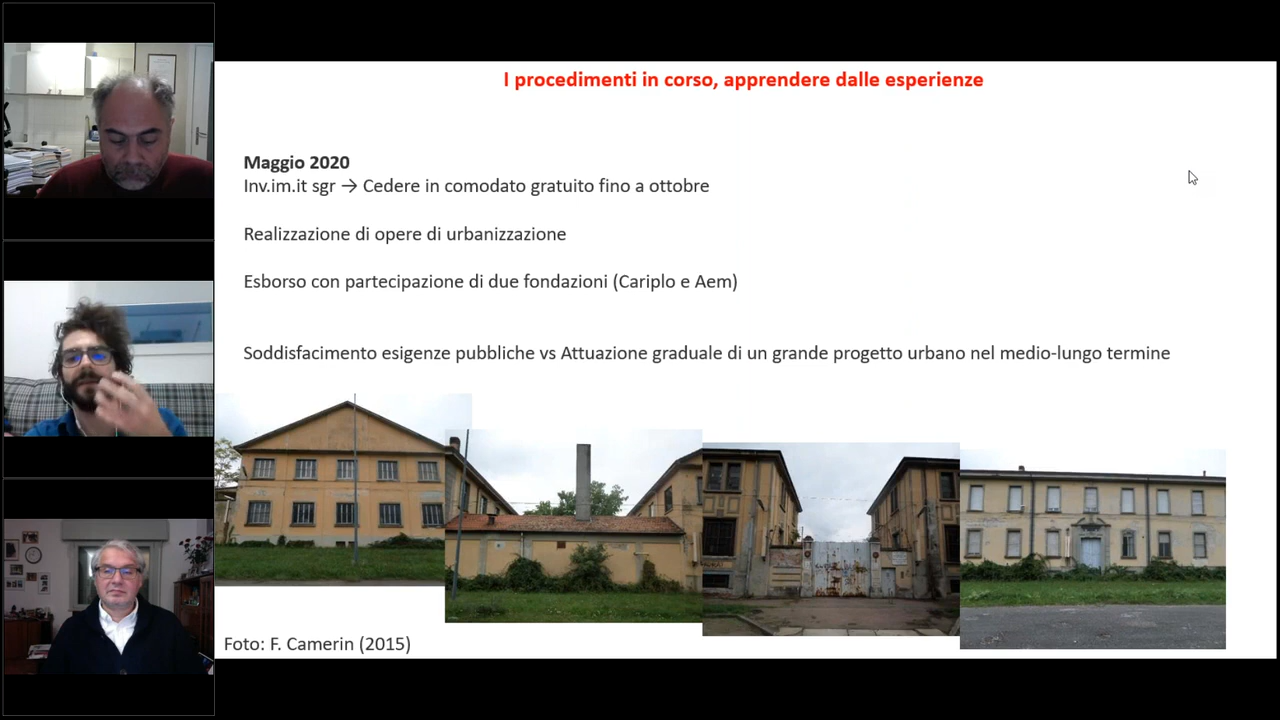 I procedimenti in corso, apprendere dalle esperienze
Maggio 2020
Inv.im.it sgr → Cedere in comodato gratuito fino a ottobre
Realizzazione di opere di urbanizzazione
Esborso con partecipazione di due fondazioni (Cariplo e Aem)
Soddisfacimento esigenze pubbliche vs Attuazione graduale di un grande progetto urbano nel medio-lungo termine
Foto: F. Camerin (2015)